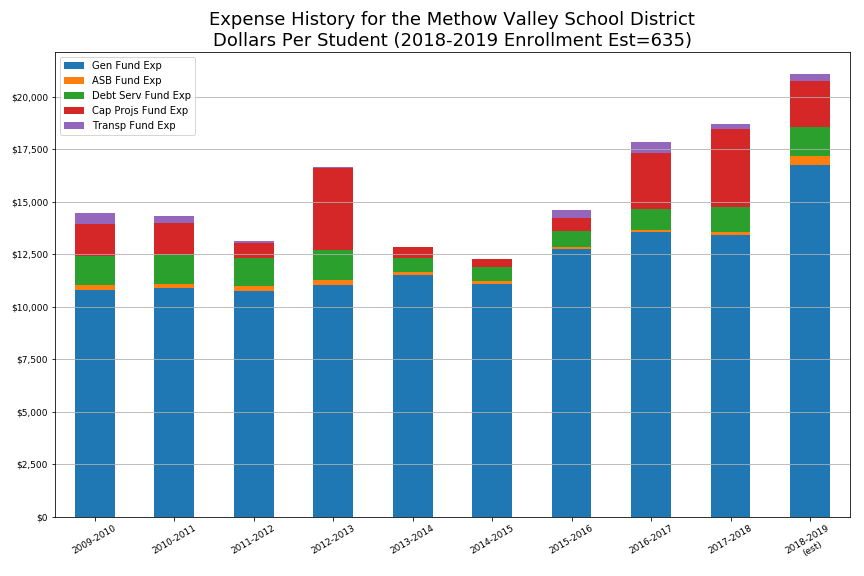 Expense History for the Methow Valley School District
Dollars Per Student (2018-2019 Enrollment Est=635)
Gen Fund Exp
ASB Fund Exp
Debt Serv Fund Exp
Cap Projs Fund Exp
Transp Fund Exp
$20,000
$17,500
$15,000
$12,500
$10,000
$7,500
$5,000
$2,500
$0
2009-2010
2010-2011
2011-2012
2012-2013
2013-2014
2014-2015
2015-2016
2016-2017
2017-2018
2018-2019
(est)